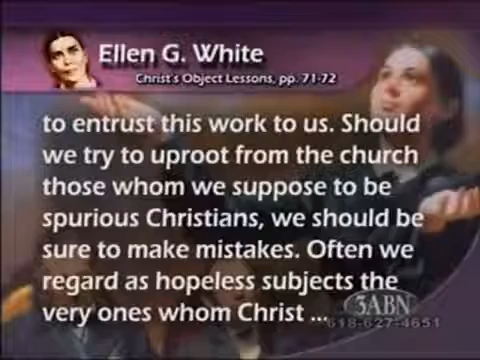 Ellen G. White
Christ's Object Lessons, pp. 71-72
to entrust this work to us. Should
we try to uproot from the church
those whom we suppose to be
spurious Christians, we should be
sure to make mistakes. Often we
regard as hopeless subjects the
very ones whom Christ ...
3ABN
618-627-4651